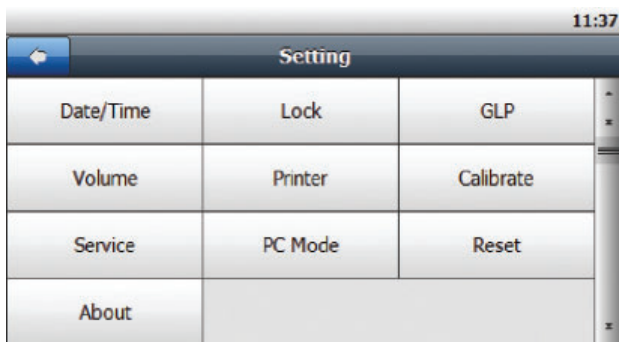 11:37
Setting
Date/Time Lock GLP
Volume Printer Calibrate
Service PC Mode Reset
About